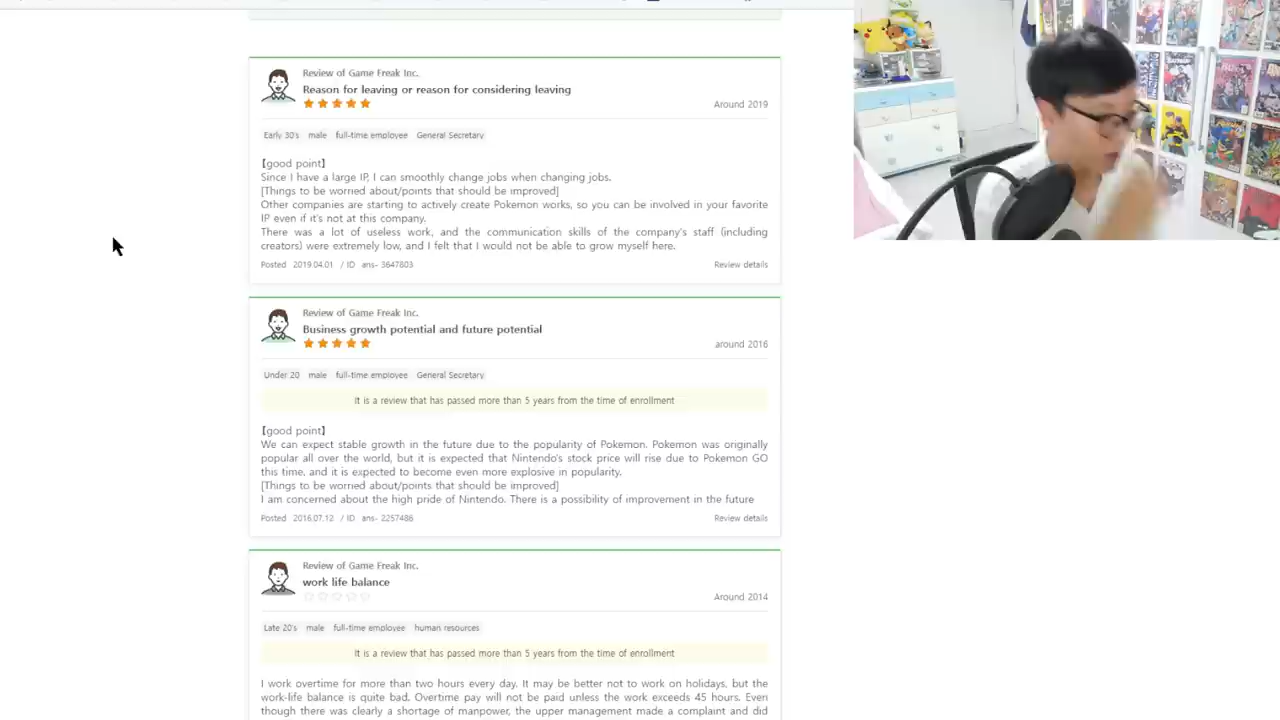 Review of Game Freak Inc.
Reason for leaving or reason for considering leaving
Around 2019
Early 30's male full-time employee General Secretary
【good point】
Since I have a large IP, I can smoothly change jobs when changing jobs.
[Things to be worried about/points that should be improved]
Other companies are starting to actively create Pokemon works, so you can be involved in your favorite
IP even if it's not at this company.
There was a lot of useless work, and the communication skills of the company's staff (including
creators) were extremely low, and I felt that I would not be able to grow myself here.
Posted 2019.04.01 / ID ans- 3647803
Review details
Review of Game Freak Inc.
Business growth potential and future potential
around 2016
Under 20 male full-time employee General Secretary
It is a review that has passed more than 5 years from the time of enrollment
【good point】
We can expect stable growth in the future due to the popularity of Pokemon. Pokemon was originally
popular all over the world, but it is expected that Nintendo's stock price will rise due to Pokemon GO
this time, and it is expected to become even more explosive in popularity.
[Things to be worried about/points that should be improved]
I am concerned about the high pride of Nintendo. There is a possibility of improvement in the future
Posted 2016.07.12 / ID ans- 2257486
Review details
Review of Game Freak Inc.
work life balance
Around 2014
Late 20's male full-time employee human resources
It is a review that has passed more than 5 years from the time of enrollment
I work overtime for more than two hours every day. It may be better not to work on holidays, but the
work-life balance is quite bad. Overtime pay will not be paid unless the work exceeds 45 hours. Even
though there was clearly a shortage of manpower, the upper management made a complaint and did